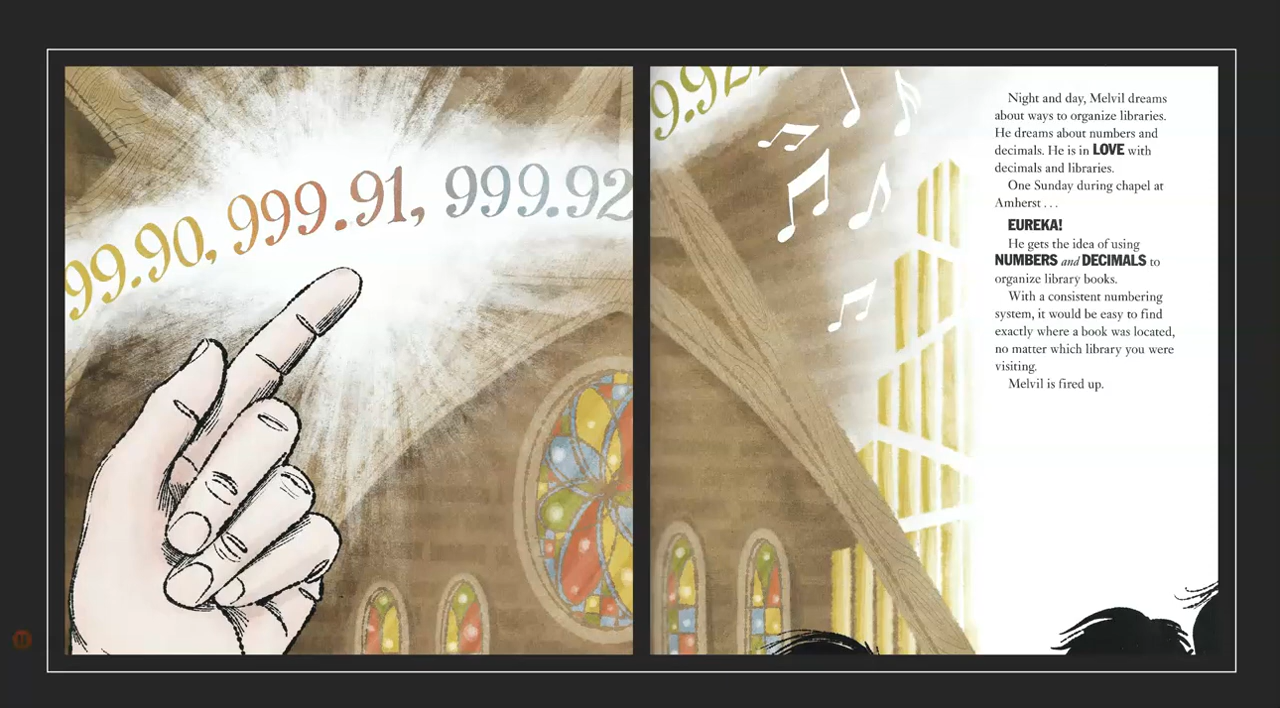 99.90, 999.91, 999.92
9.92
Night and day, Melvil dreams
about ways to organize libraries.
He dreams about numbers and
decimals. He is in LOVE with
decimals and libraries.
One Sunday during chapel at
Amherst . . .
EUREKA!
He gets the idea of using
NUMBERS and DECIMALS to
organize library books.
With a consistent numbering
system, it would be easy to find
exactly where a book was located,
no matter which library you were
visiting.
Melvil is fired up.